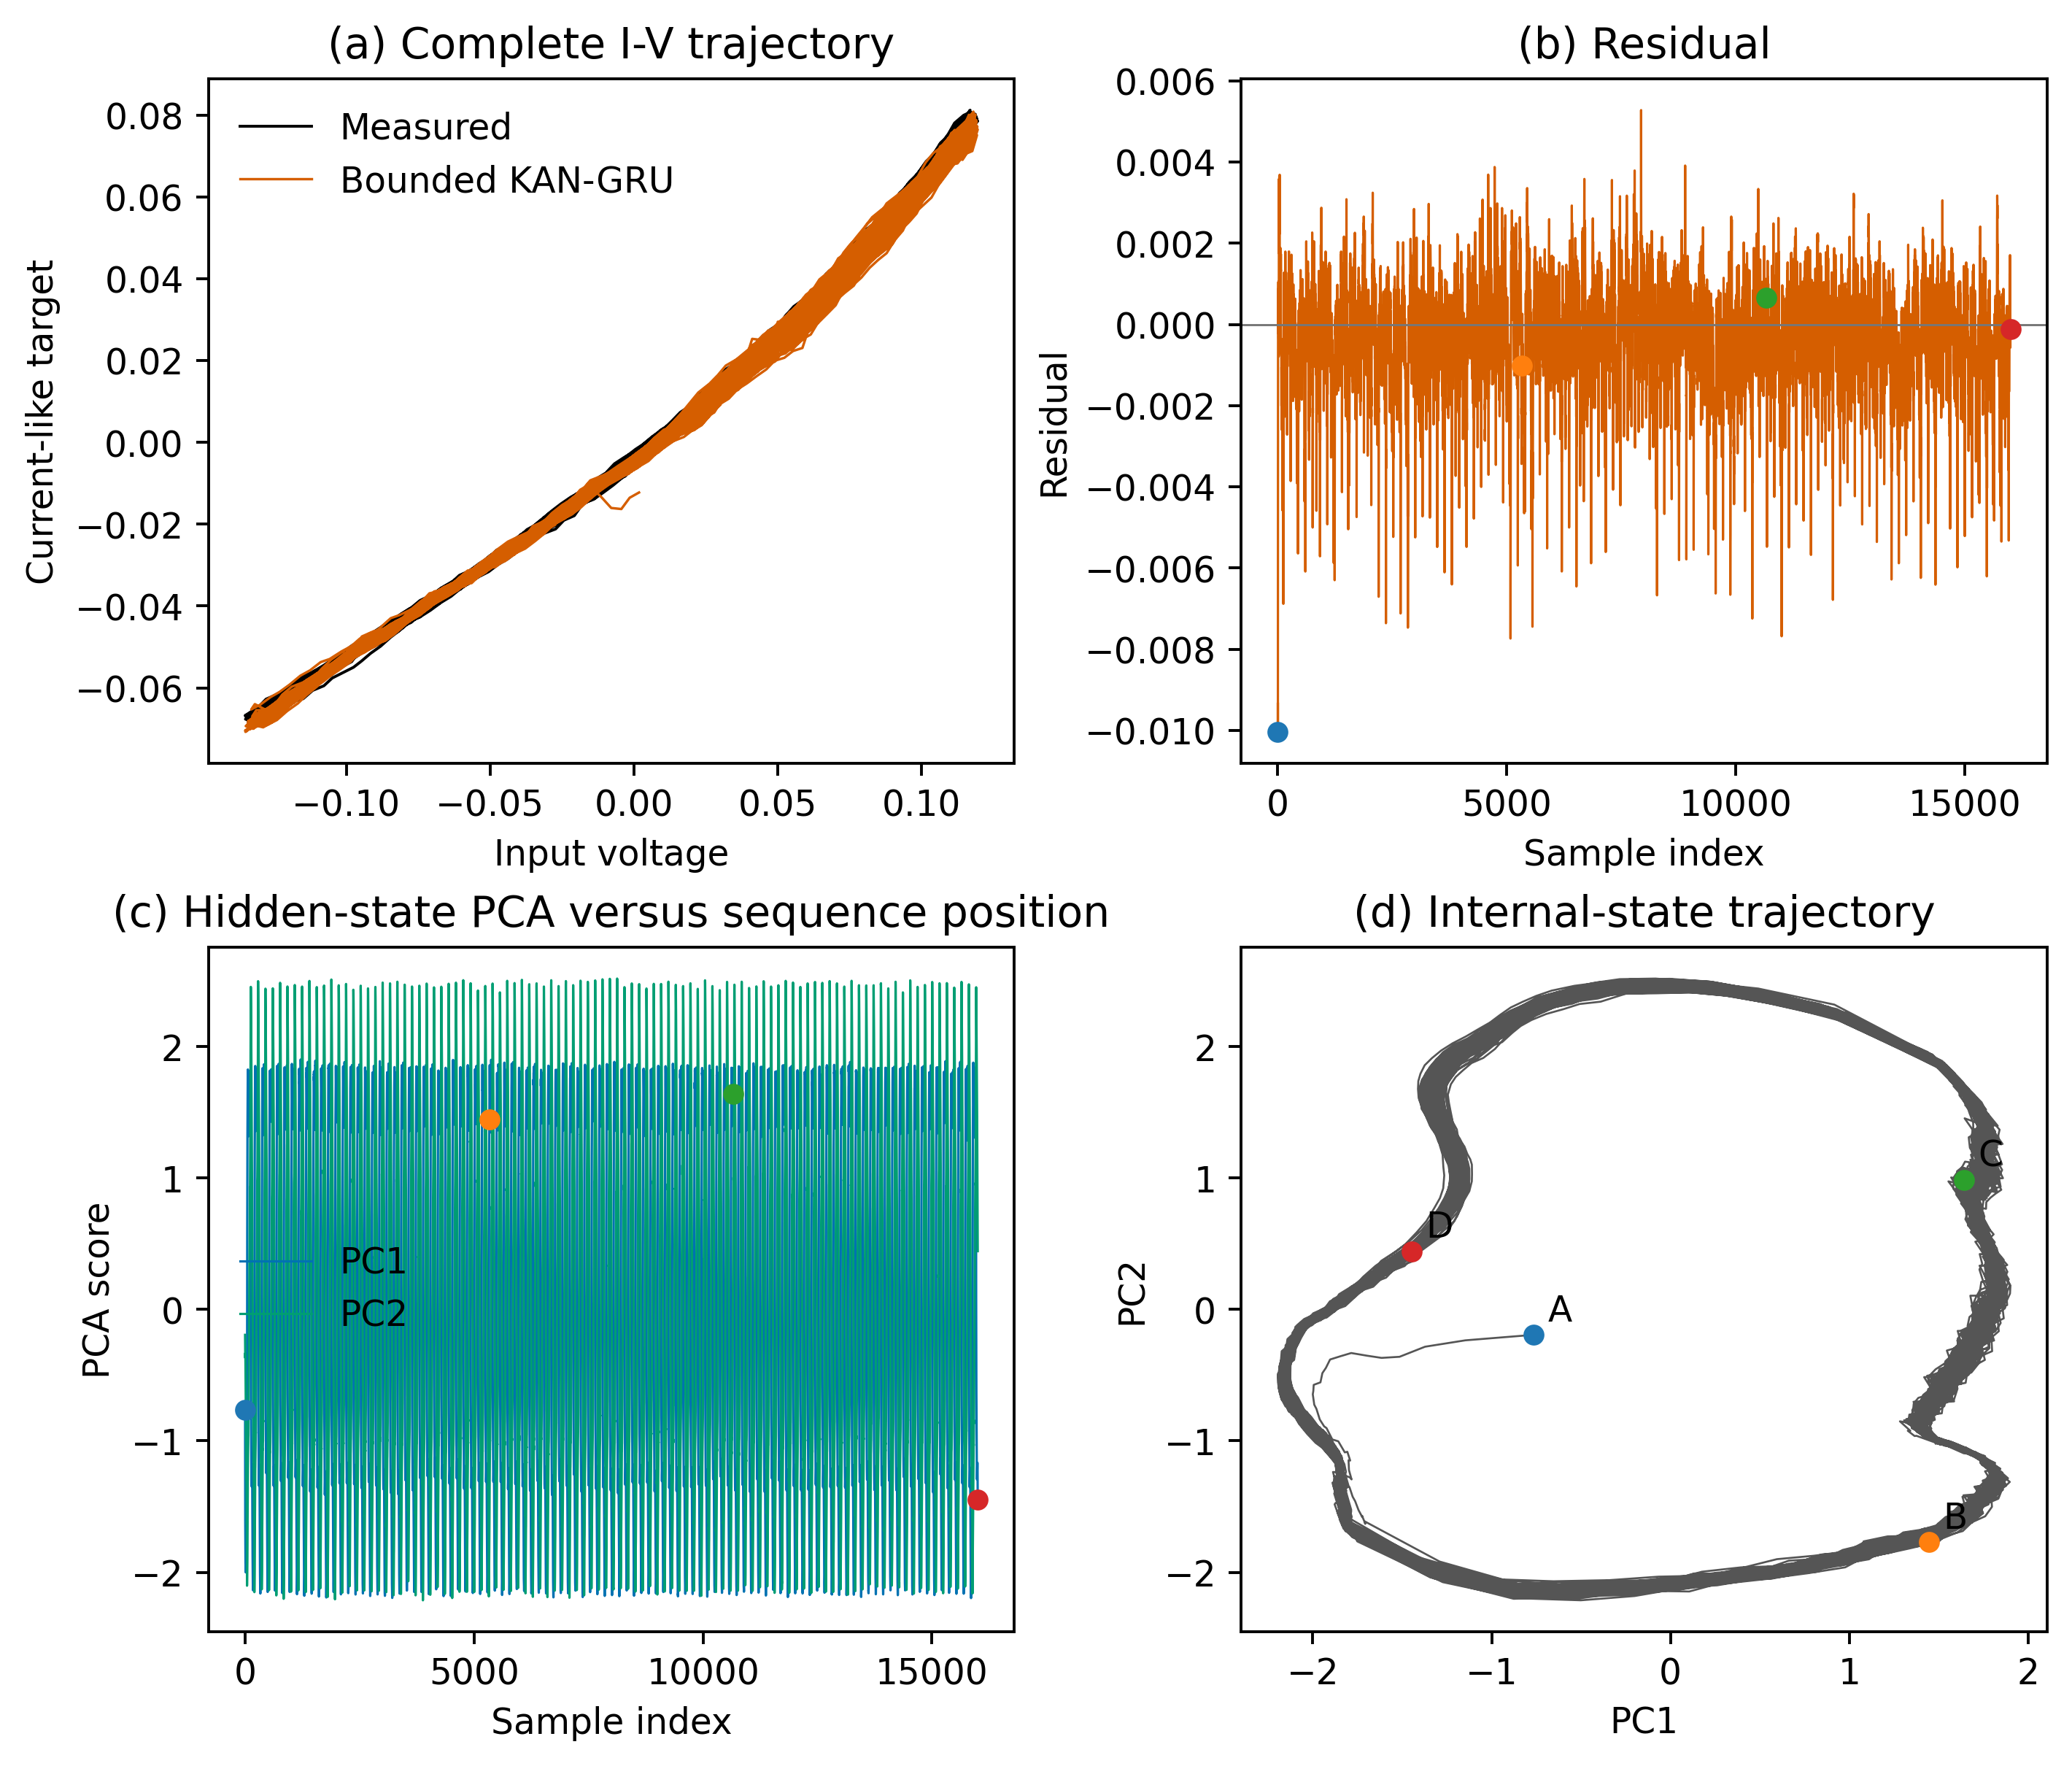 (a) Complete I-V trajectory
Measured
Bounded KAN-GRU
0.08
0.06
0.04
0.02
0.00
−0.02
−0.04
−0.06
Current-like target
−0.10
−0.05
0.00
0.05
0.10
Input voltage
(b) Residual
0.006
0.004
0.002
0.000
−0.002
−0.004
−0.006
−0.008
−0.010
Residual
0
5000
10000
15000
Sample index
(c) Hidden-state PCA versus sequence position
2
1
0
−1
−2
PCA score
PC1
PC2
0
5000
10000
15000
Sample index
(d) Internal-state trajectory
2
1
0
−1
−2
PC2
C
D
A
B
−2
−1
0
1
2
PC1